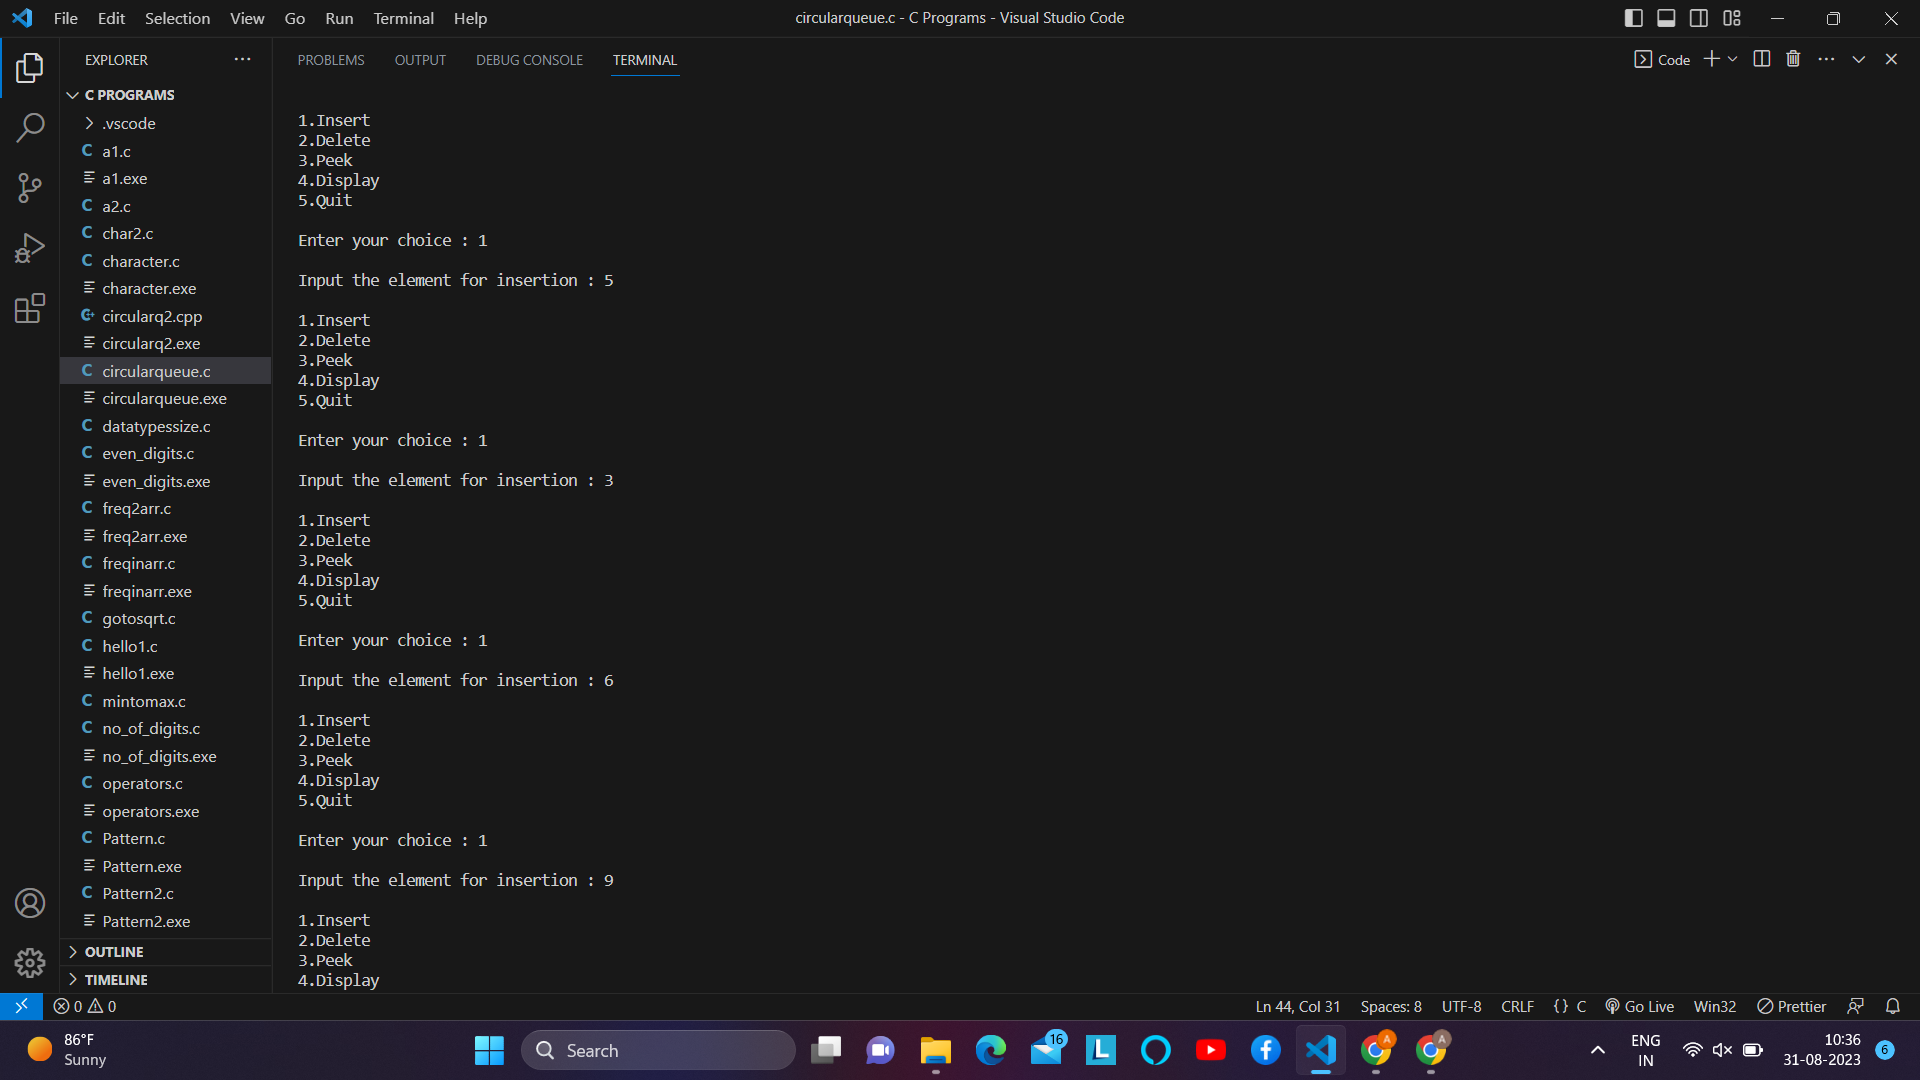 File Edit Selection View Go Run Terminal Help
circularqueue.c - C Programs - Visual Studio Code
EXPLORER
C PROGRAMS
.vscode
C a1.c
a1.exe
C a2.c
C char2.c
C character.c
character.exe
C+ circularq2.cpp
circularq2.exe
C circularqueue.c
circularqueue.exe
C datatypessize.c
C even_digits.c
even_digits.exe
C freq2arr.c
freq2arr.exe
C freqinarr.c
freqinarr.exe
C gotosqrt.c
C hello1.c
hello1.exe
C mintomax.c
C no_of_digits.c
no_of_digits.exe
C operators.c
operators.exe
C Pattern.c
Pattern.exe
C Pattern2.c
Pattern2.exe
OUTLINE
TIMELINE
PROBLEMS OUTPUT DEBUG CONSOLE TERMINAL
Code
1.Insert
2.Delete
3.Peek
4.Display
5.Quit
Enter your choice : 1
Input the element for insertion : 5
1.Insert
2.Delete
3.Peek
4.Display
5.Quit
Enter your choice : 1
Input the element for insertion : 3
1.Insert
2.Delete
3.Peek
4.Display
5.Quit
Enter your choice : 1
Input the element for insertion : 6
1.Insert
2.Delete
3.Peek
4.Display
5.Quit
Enter your choice : 1
Input the element for insertion : 9
1.Insert
2.Delete
3.Peek
4.Display
0 0
Ln 44, Col 31 Spaces: 8 UTF-8 CRLF {} C Go Live Win32 Prettier
86°F
Sunny
Search
16
L
A
A
ENG
IN
10:36
31-08-2023
6